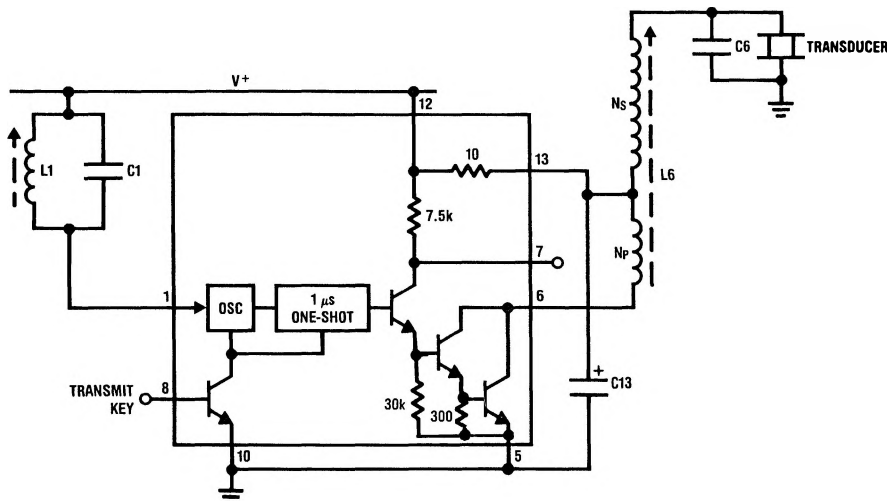 C6
TRANSDUCER
V+
12
NS
L1
C1
10
13
L6
7.5k
7
NP
1
OSC
1 μs
ONE-SHOT
6
TRANSMIT
KEY
8
30k
300
+
C13
10
5